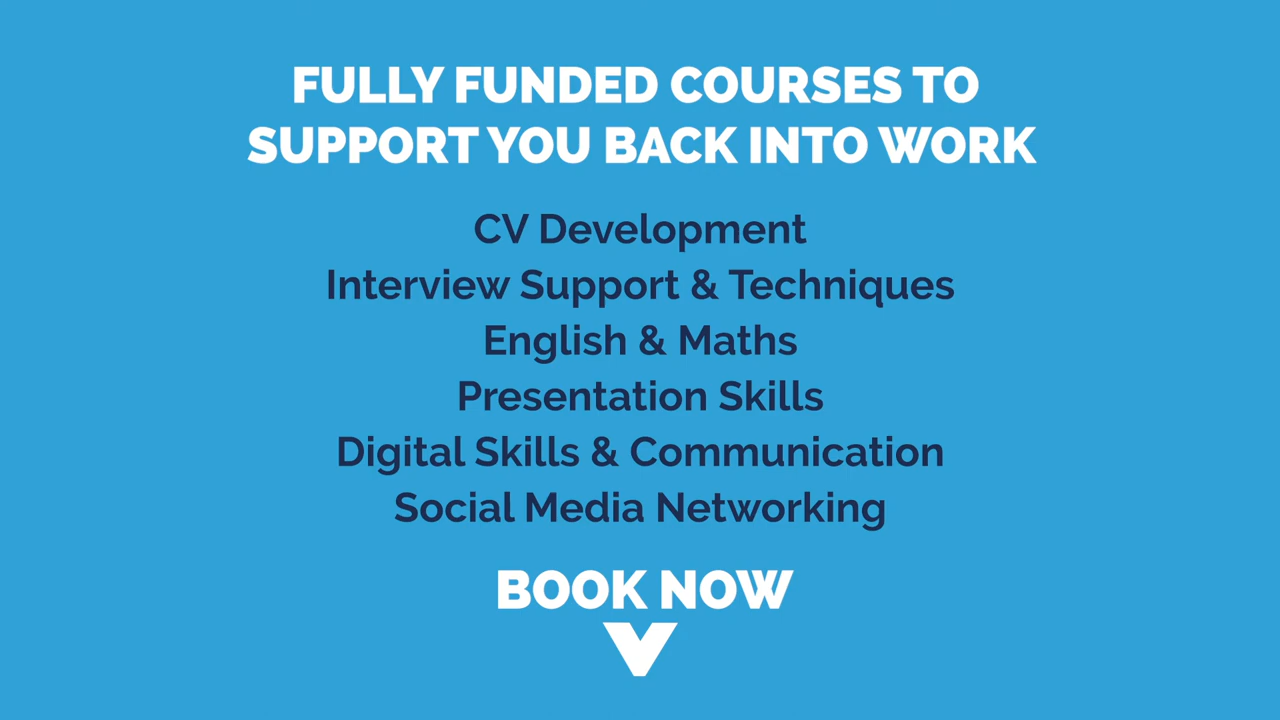 FULLY FUNDED COURSES TO
SUPPORT YOU BACK INTO WORK
CV Development
Interview Support & Techniques
English & Maths
Presentation Skills
Digital Skills & Communication
Social Media Networking
BOOK NOW